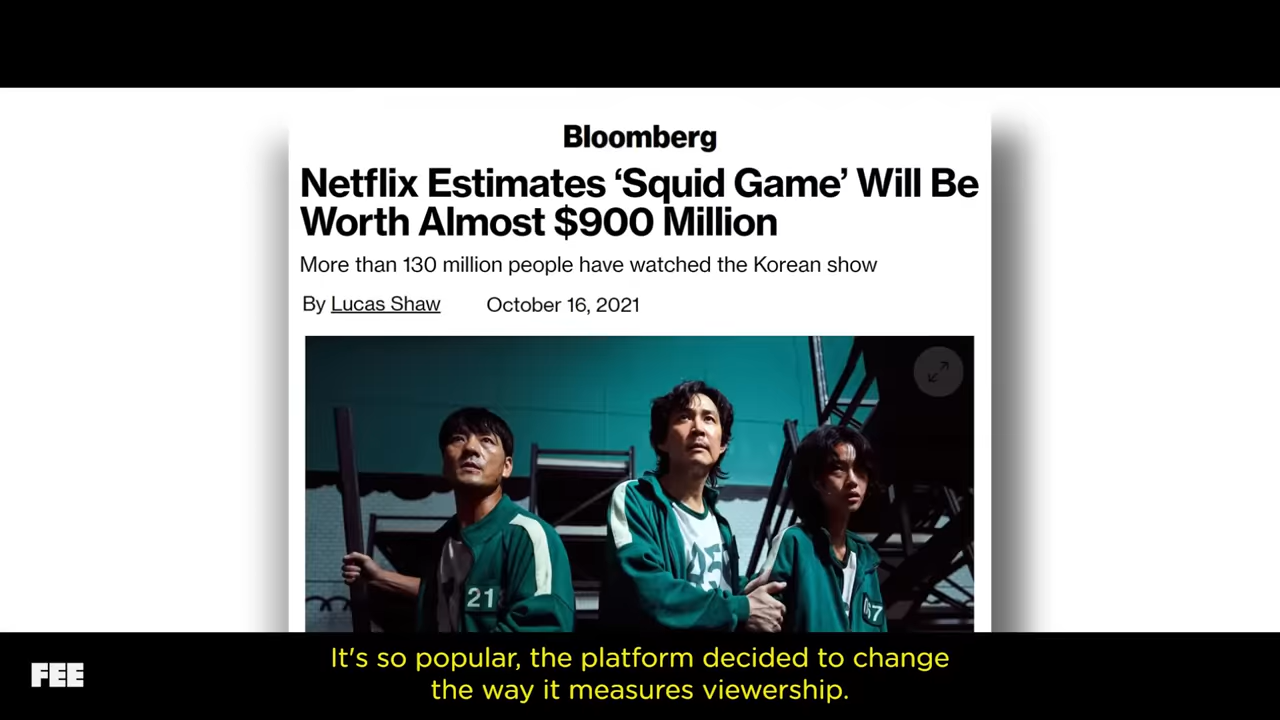 Bloomberg
Netflix Estimates ‘Squid Game’ Will Be
Worth Almost $900 Million
More than 130 million people have watched the Korean show
By Lucas Shaw October 16, 2021
21
67
It's so popular, the platform decided to change
the way it measures viewership.
FEE